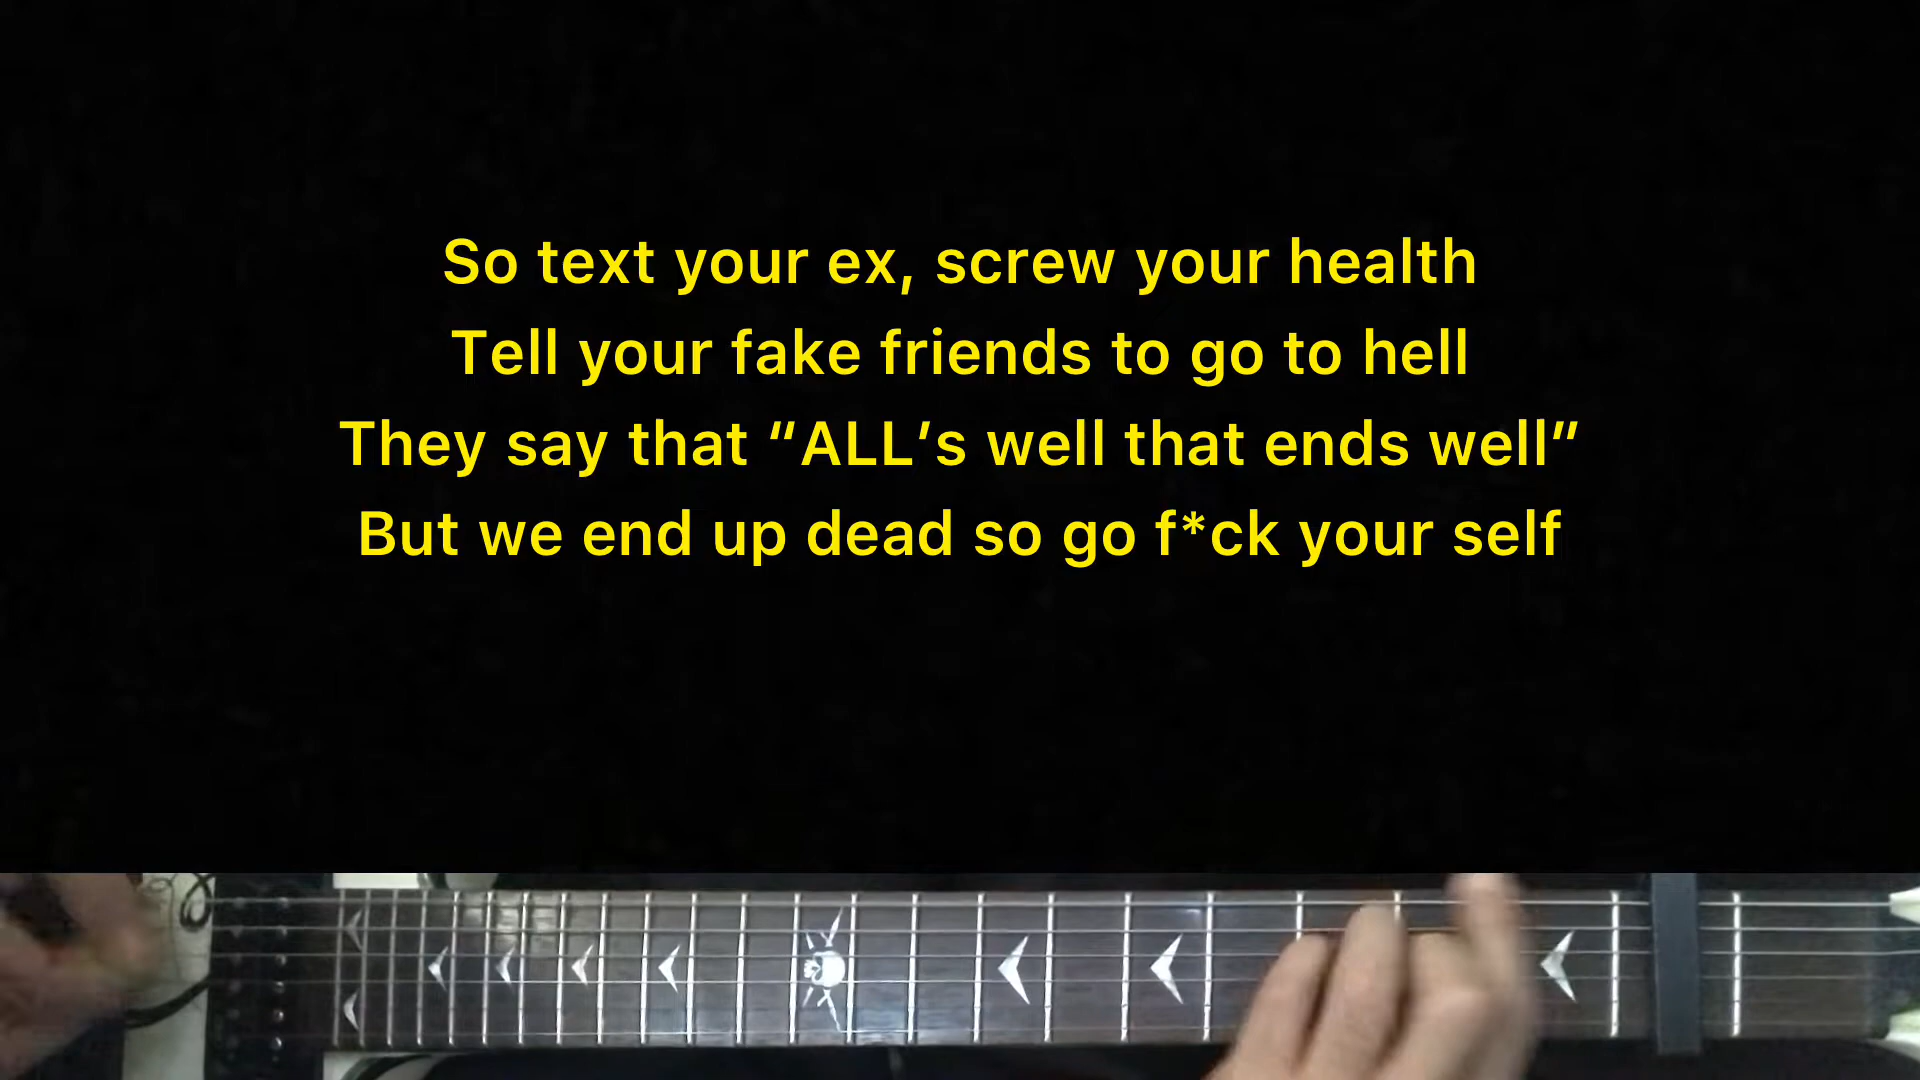 So text your ex, screw your health
Tell your fake friends to go to hell
They say that “ALL’s well that ends well”
But we end up dead so go f*ck your self